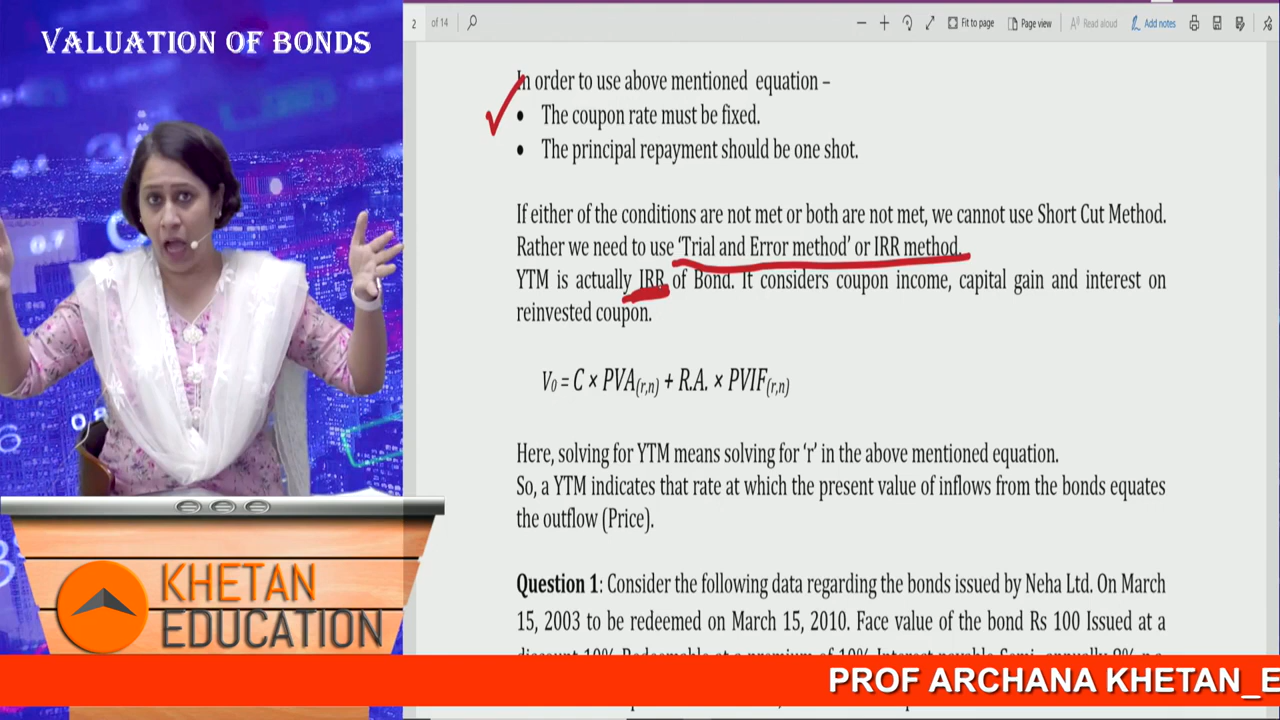 VALUATION OF BONDS
2 of 14
Fit to page
Page view
Read aloud
Add notes
In order to use above mentioned equation –
• The coupon rate must be fixed.
• The principal repayment should be one shot.
If either of the conditions are not met or both are not met, we cannot use Short Cut Method.
Rather we need to use ‘Trial and Error method’ or IRR method.
YTM is actually IRR of Bond. It considers coupon income, capital gain and interest on
reinvested coupon.
V₀ = C × PVA(r,n) + R.A. × PVIF(r,n)
Here, solving for YTM means solving for ‘r’ in the above mentioned equation.
So, a YTM indicates that rate at which the present value of inflows from the bonds equates
the outflow (Price).
Question 1: Consider the following data regarding the bonds issued by Neha Ltd. On March
15, 2003 to be redeemed on March 15, 2010. Face value of the bond Rs 100 Issued at a
KHETAN
EDUCATION
PROF ARCHANA KHETAN_E